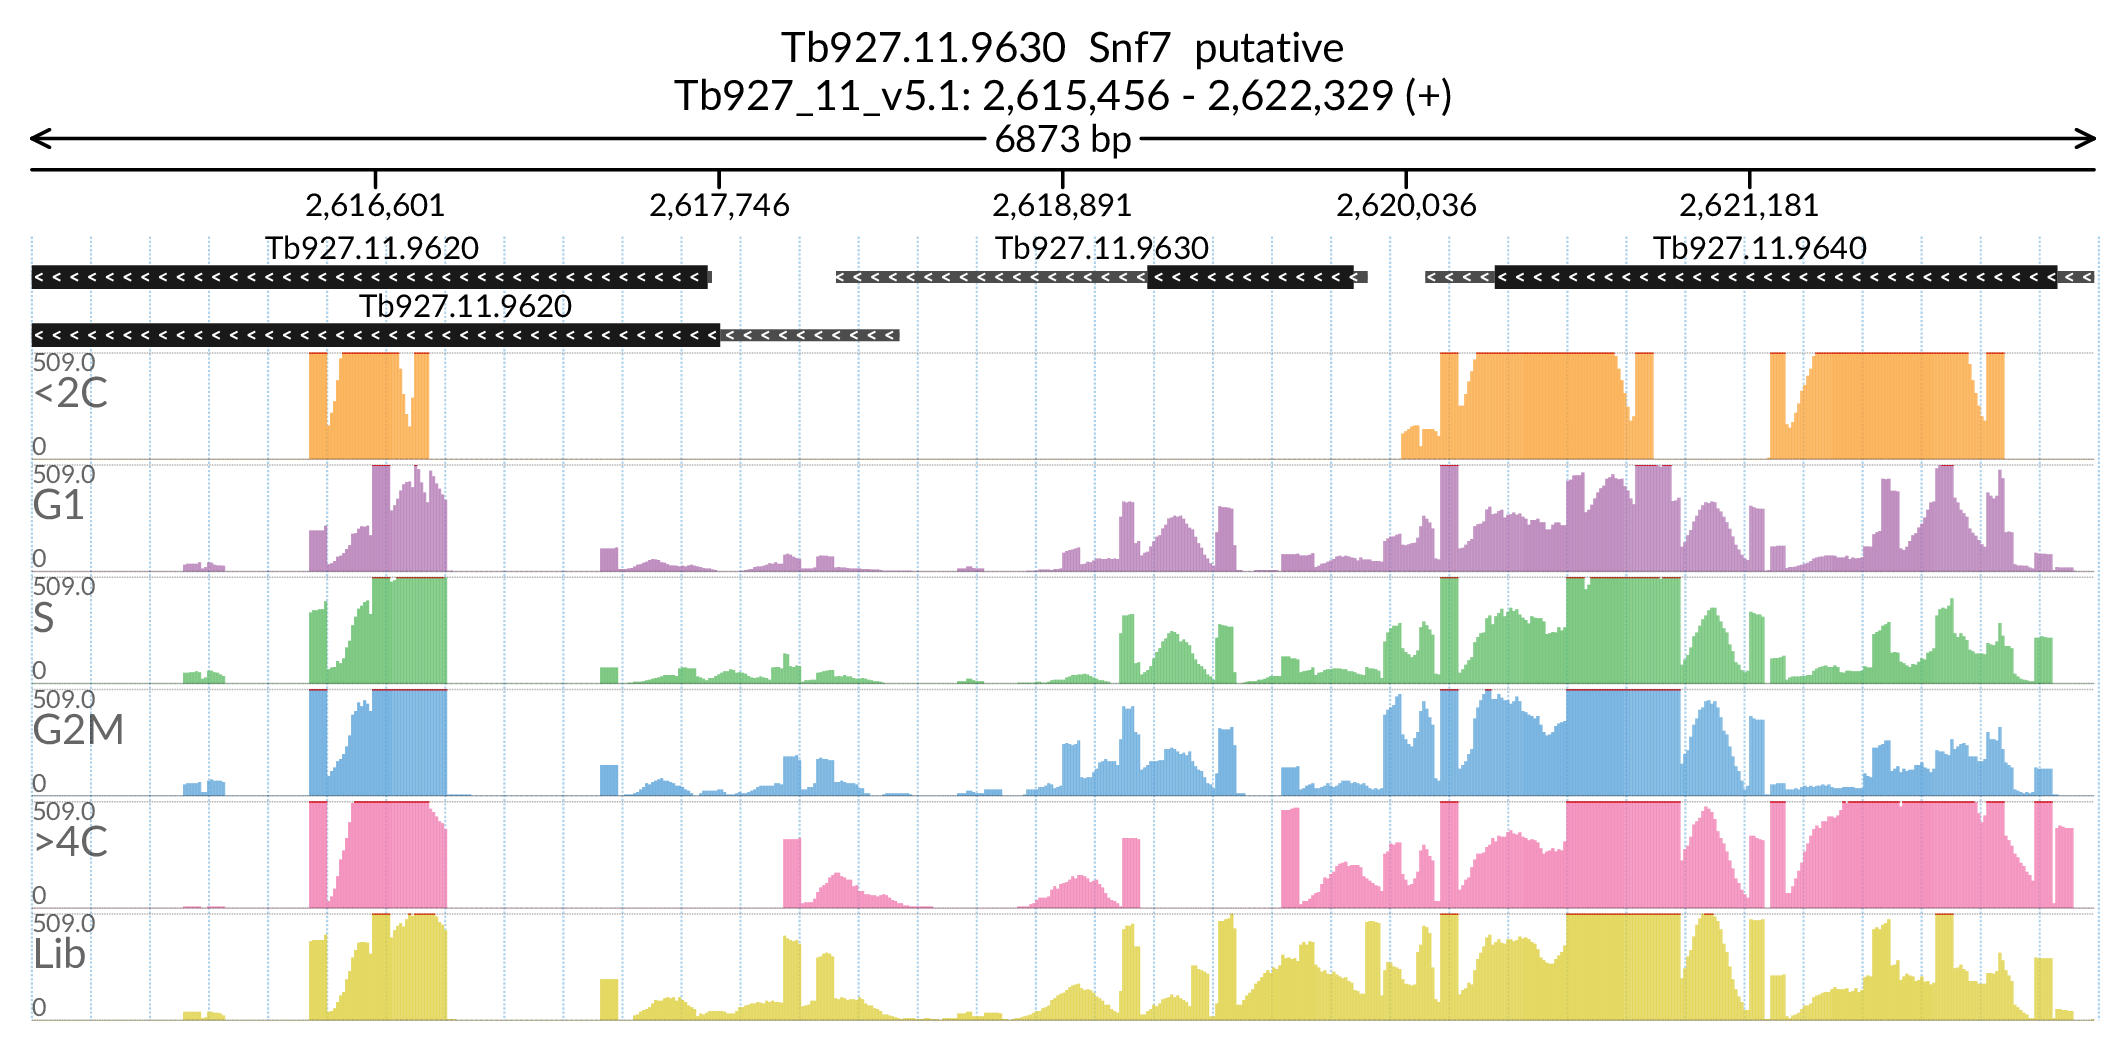 Tb927.11.9630 Snf7 putative
Tb927_11_v5.1: 2,615,456 - 2,622,329 (+)
6873 bp
2,616,601 2,617,746 2,618,891 2,620,036 2,621,181
Tb927.11.9620 Tb927.11.9630 Tb927.11.9640
Tb927.11.9620
509.0
<2C
0
509.0
G1
0
509.0
S
0
509.0
G2M
0
509.0
>4C
0
509.0
Lib
0